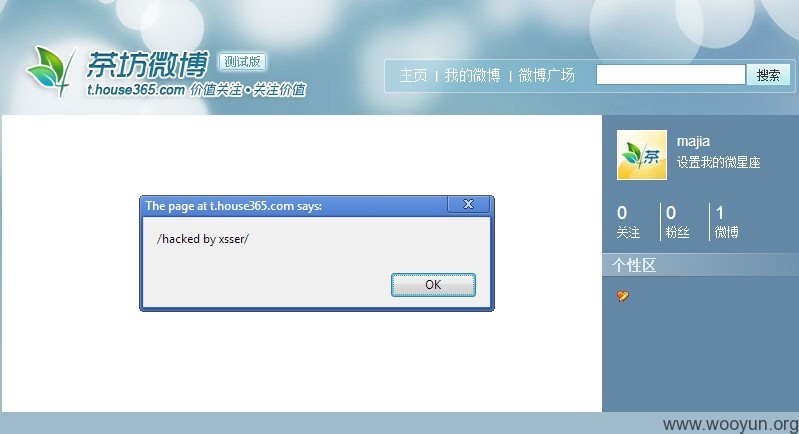 茶坊微博 测试版
t.house365.com 价值关注·关注价值
主页 | 我的微博 | 微博广场 搜索
majia
设置我的微星座
The page at t.house365.com says:
/hacked by xsser/
OK
0 0 1
关注 粉丝 微博
个性区
茶
www.wooyun.org